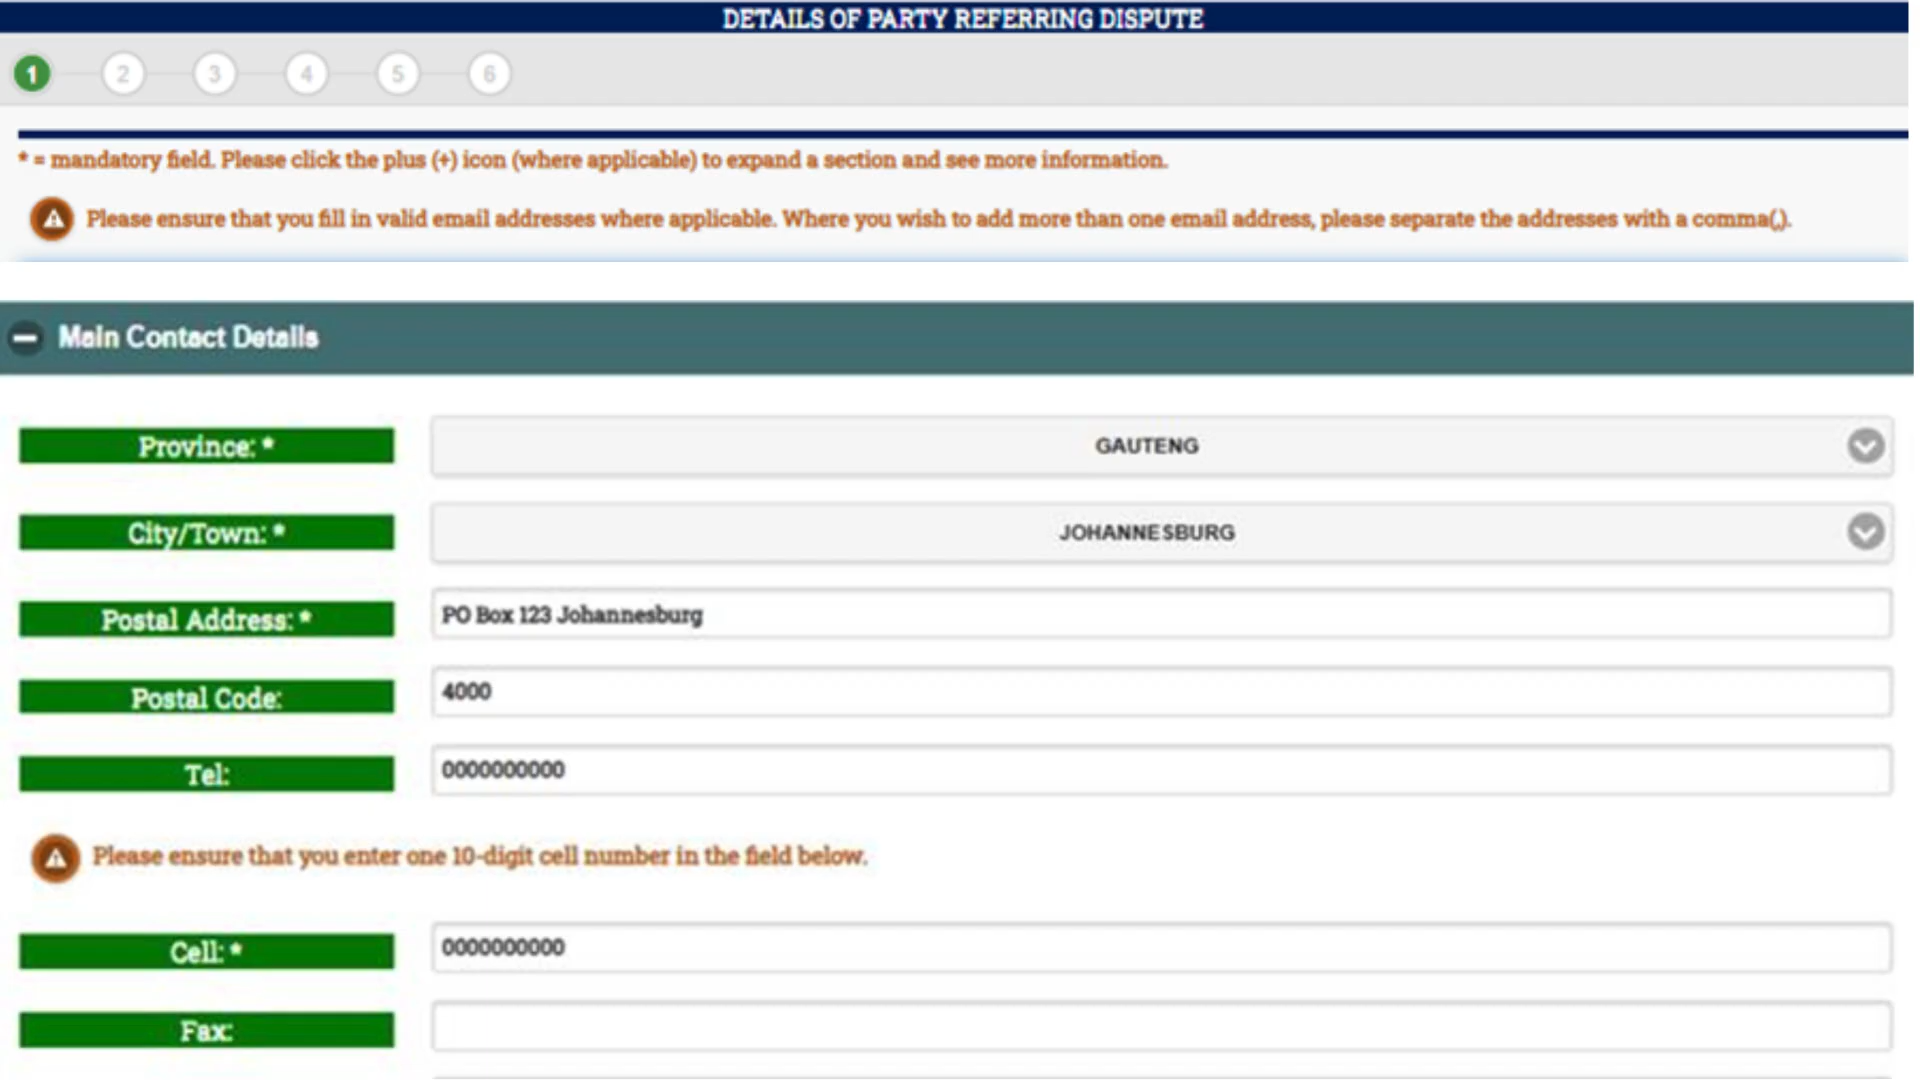 DETAILS OF PARTY REFERRING DISPUTE
1 2 3 4 5 6
* = mandatory field. Please click the plus (+) icon (where applicable) to expand a section and see more information.
Please ensure that you fill in valid email addresses where applicable. Where you wish to add more than one email address, please separate the addresses with a comma(,).
Main Contact Details
Province: * GAUTENG
City/Town: * JOHANNESBURG
Postal Address: * PO Box 123 Johannesburg
Postal Code: 4000
Tel: 0000000000
Please ensure that you enter one 10-digit cell number in the field below.
Cell: * 0000000000
Fax: